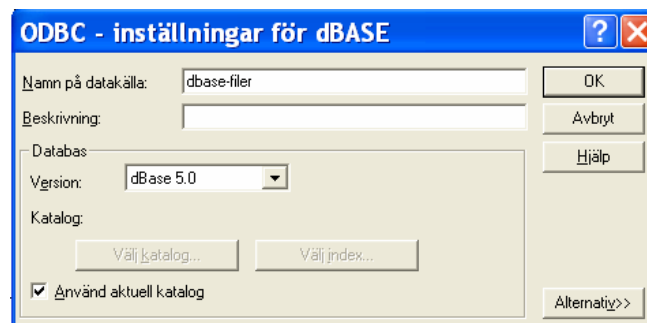 ODBC - inställningar för dBASE
Namn på datakälla: dbase-filer OK
Beskrivning: Avbryt
Databas Hjälp
Version: dBase 5.0
Katalog:
Välj katalog... Välj index...
Använd aktuell katalog Alternativ>>